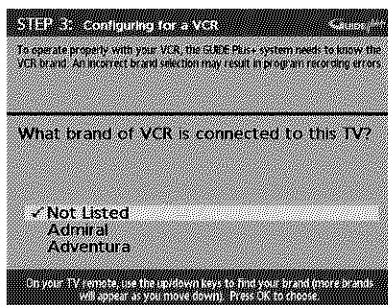 STEP 3: Configuring for a VCR GUIDE Plus+
To operate properly with your VCR, the GUIDE Plus+ system needs to know the
VCR brand. An incorrect brand selection may result in program recording errors
What brand of VCR is connected to this TV?
✓ Not Listed
Admiral
Adventura
On your TV remote, use the up/down keys to find your brand (more brands
will appear as you move down). Press OK to choose.